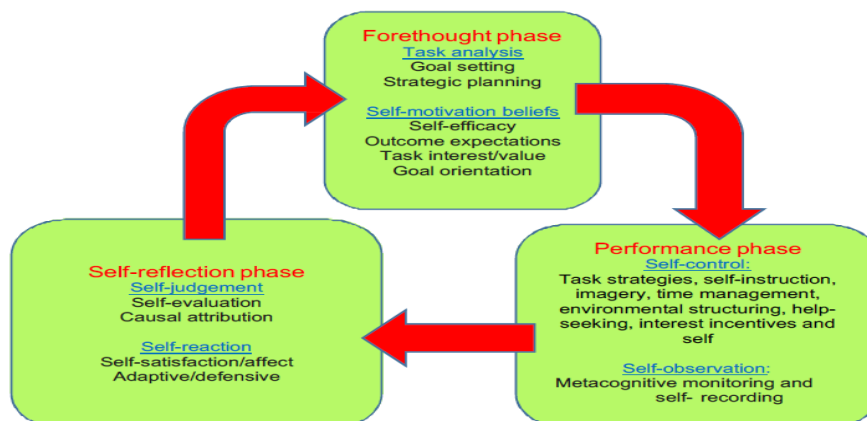 Forethought phase
Task analysis
Goal setting
Strategic planning
Self-motivation beliefs
Self-efficacy
Outcome expectations
Task interest/value
Goal orientation
Performance phase
Self-control:
Task strategies, self-instruction,
imagery, time management,
environmental structuring, help-
seeking, interest incentives and
self
Self-observation:
Metacognitive monitoring and
self- recording
Self-reflection phase
Self-judgement
Self-evaluation
Causal attribution
Self-reaction
Self-satisfaction/affect
Adaptive/defensive